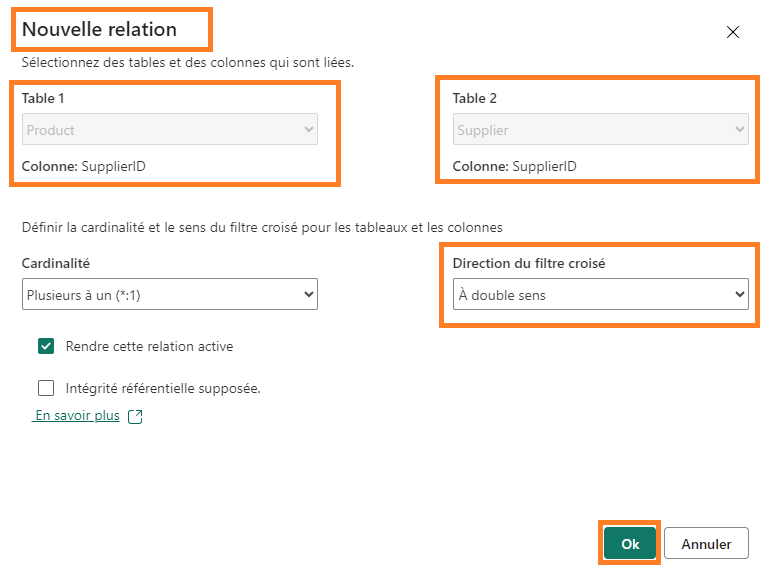 Nouvelle relation
Sélectionnez des tables et des colonnes qui sont liées.
Table 1
Product
Colonne: SupplierID
Table 2
Supplier
Colonne: SupplierID
Définir la cardinalité et le sens du filtre croisé pour les tableaux et les colonnes
Cardinalité
Plusieurs à un (*:1)
Direction du filtre croisé
À double sens
Rendre cette relation active
Intégrité référentielle supposée.
En savoir plus
Ok
Annuler